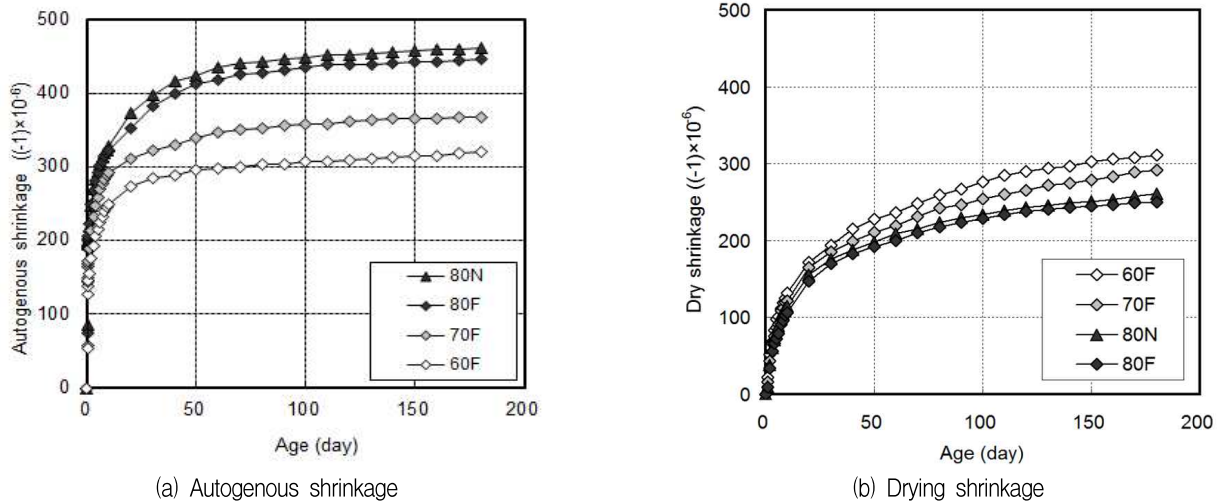 500
400
300
200
100
0
Autogenous shrinkage ((-1)×10-6)
80N
80F
70F
60F
0 50 100 150 200
Age (day)
(a) Autogenous shrinkage
500
400
300
200
100
0
Dry shrinkage ((-1)×10-6)
60F
70F
80N
80F
0 50 100 150 200
Age (day)
(b) Drying shrinkage